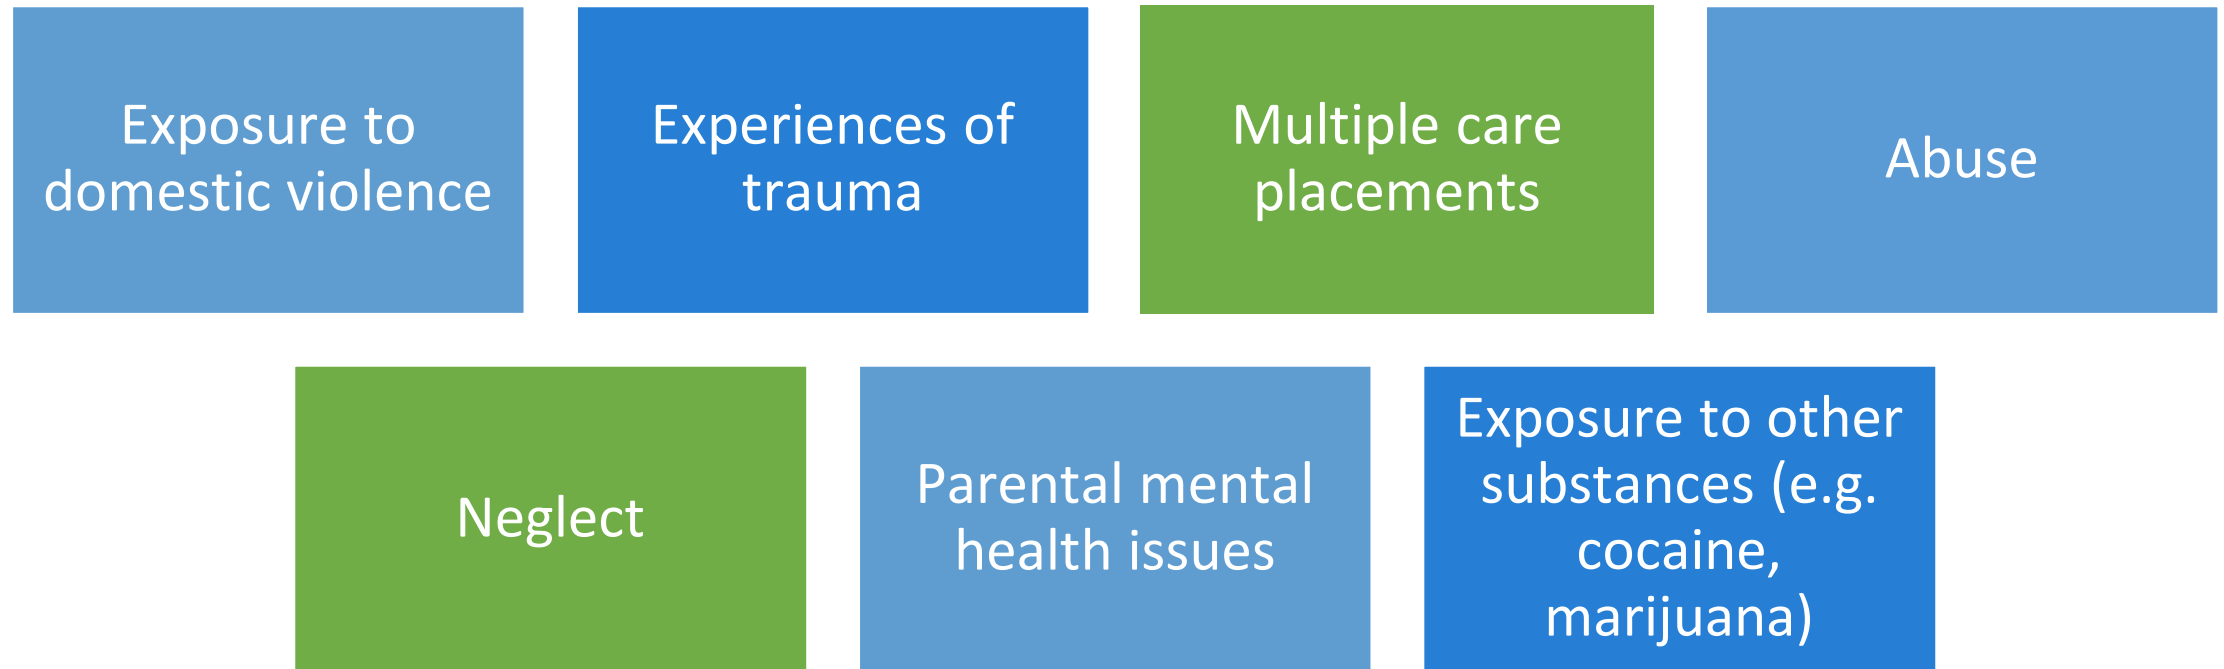 Exposure to
domestic violence
Experiences of
trauma
Multiple care
placements
Abuse
Neglect
Parental mental
health issues
Exposure to other
substances (e.g.
cocaine,
marijuana)